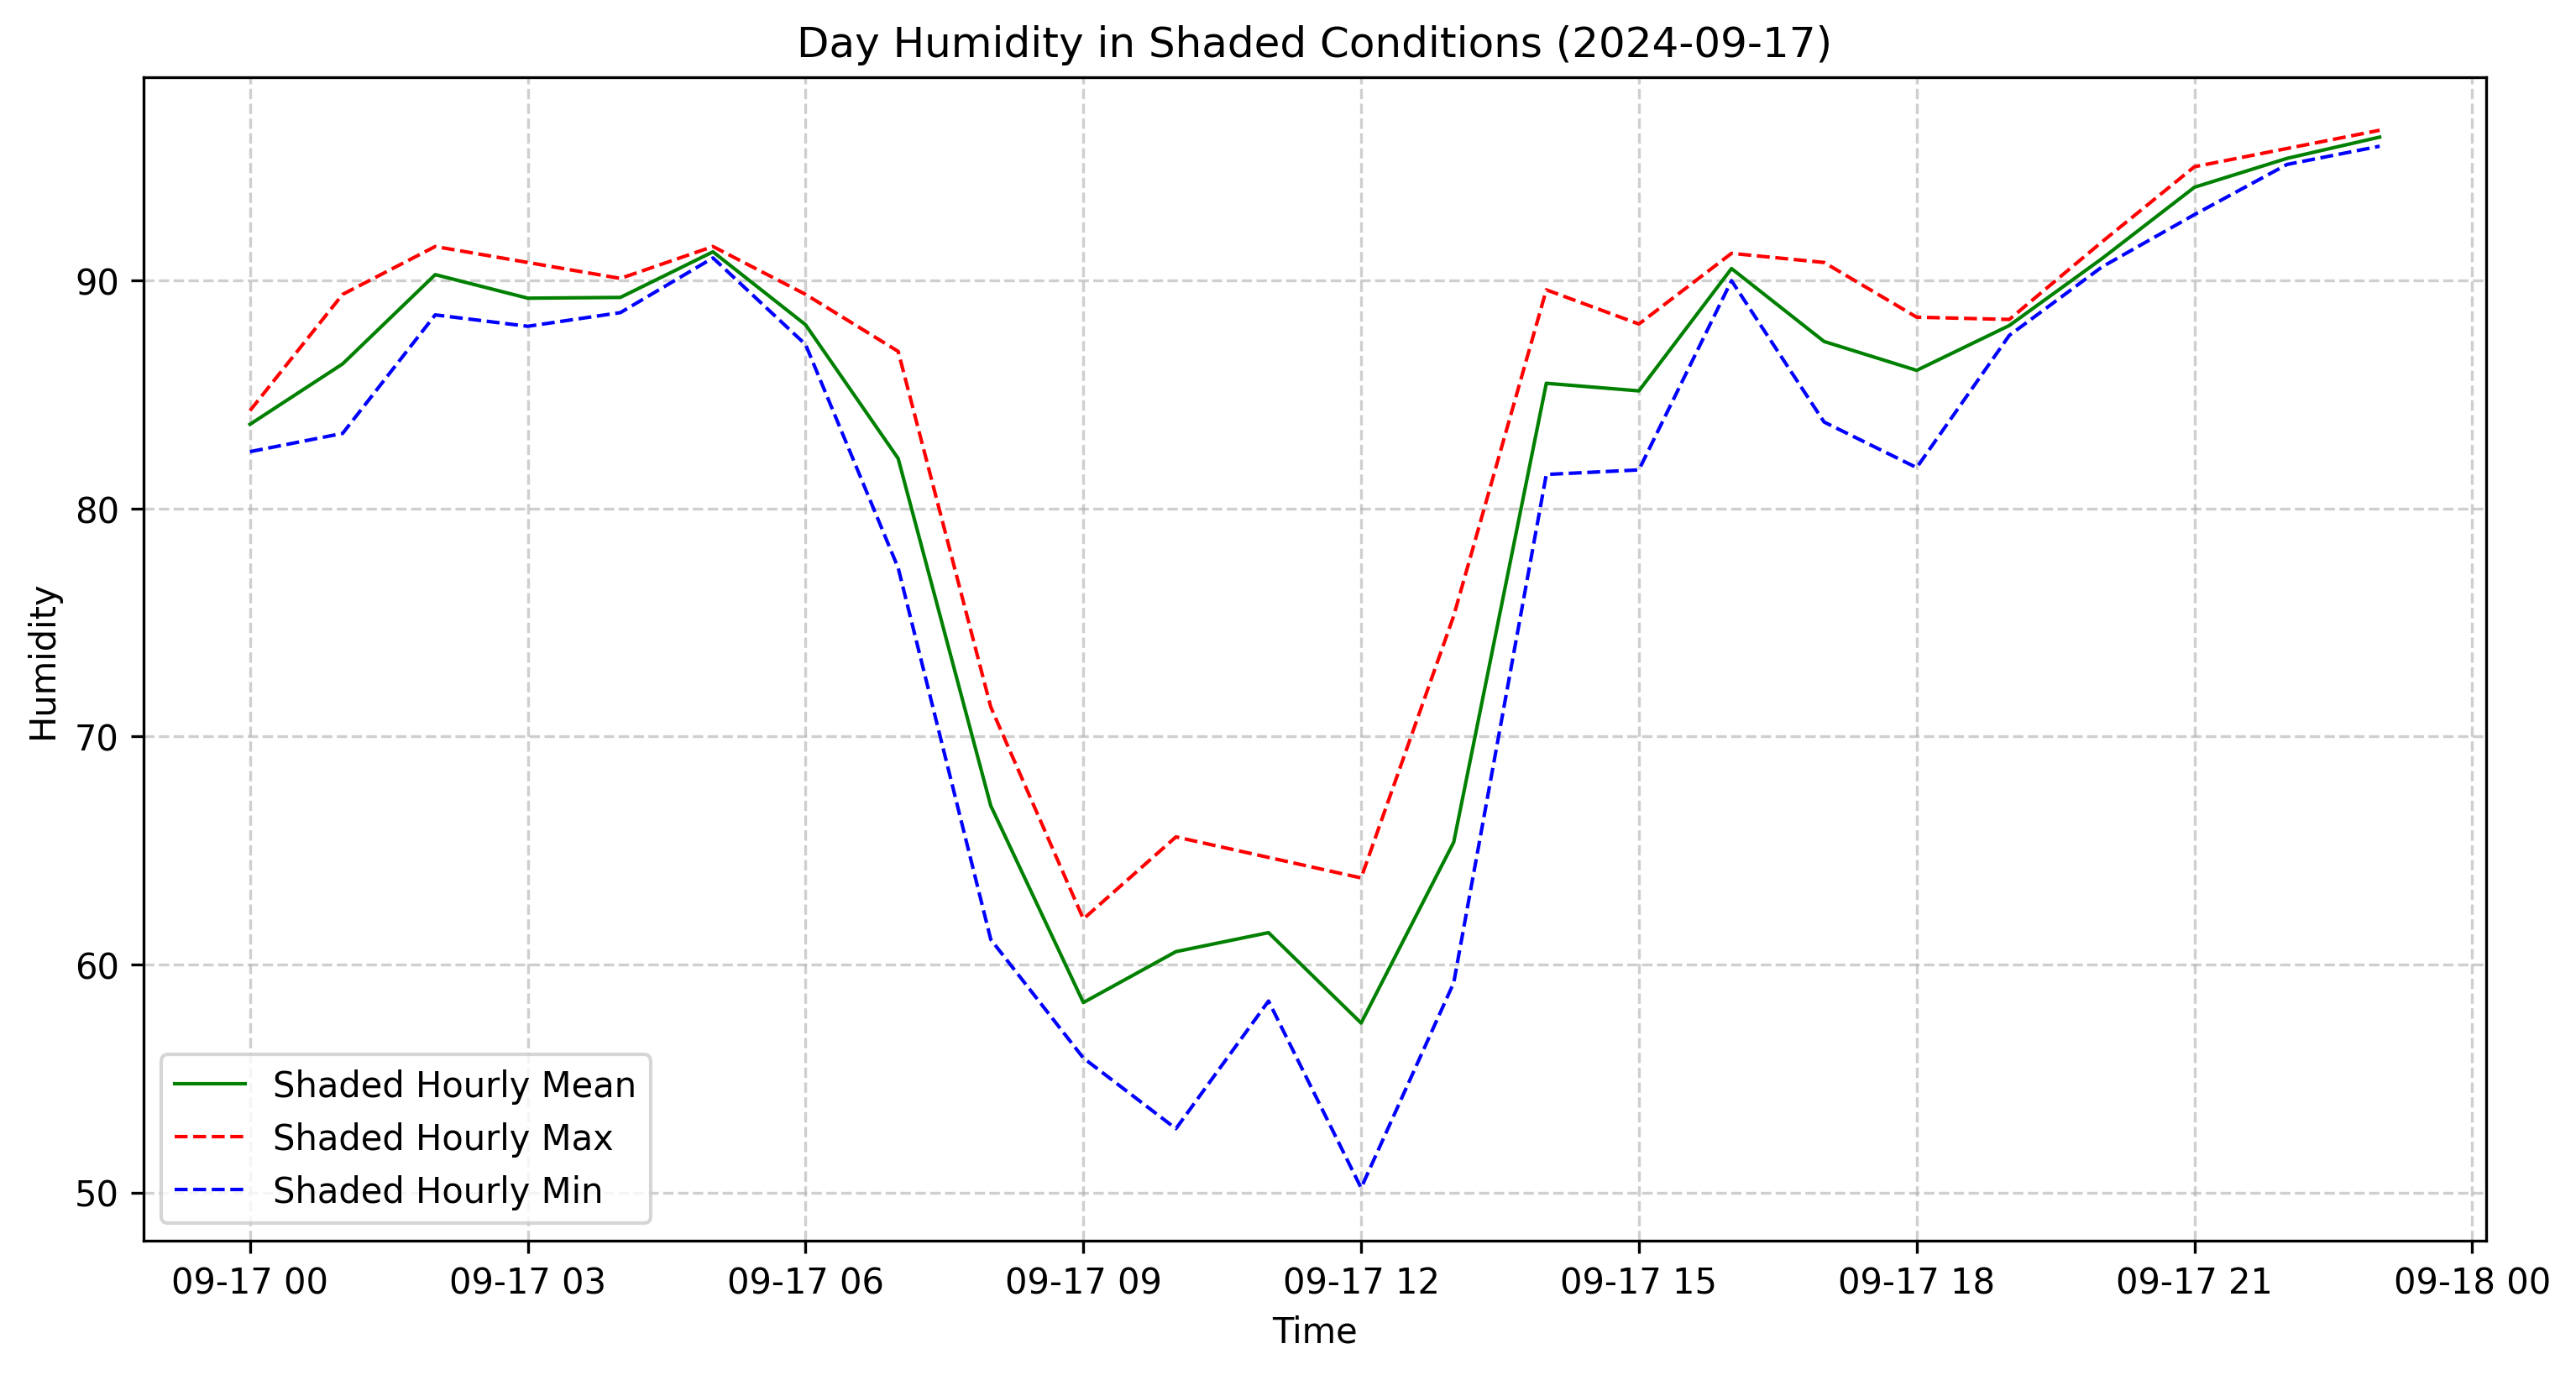 Day Humidity in Shaded Conditions (2024-09-17)
Humidity
90
80
70
60
50
Shaded Hourly Mean
Shaded Hourly Max
Shaded Hourly Min
09-17 00 09-17 03 09-17 06 09-17 09 09-17 12 09-17 15 09-17 18 09-17 21 09-18 00
Time